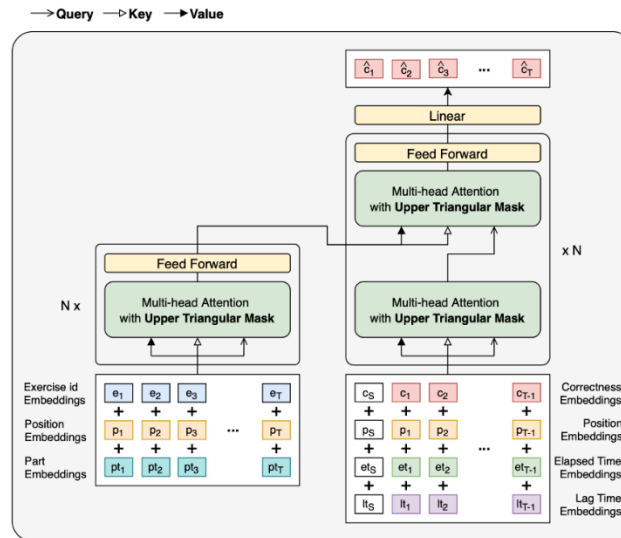 Query Key Value
ĉ1 ĉ2 ĉ3 ... ĉT
Linear
Feed Forward
Multi-head Attention
with Upper Triangular Mask
x N
Feed Forward
N x
Multi-head Attention
with Upper Triangular Mask
Multi-head Attention
with Upper Triangular Mask
Exercise id
Embeddings
e1 e2 e3 eT
+ + + +
Position
Embeddings
p1 p2 p3 ... pT
+ + + +
Part
Embeddings
pt1 pt2 pt3 ptT
cS c1 c2 cT-1
Correctness
Embeddings
+ + + +
pS p1 p2 pT-1
Position
Embeddings
+ + + ... +
etS et1 et2 etT-1
Elapsed Time
Embeddings
+ + + +
ltS lt1 lt2 ltT-1
Lag Time
Embeddings